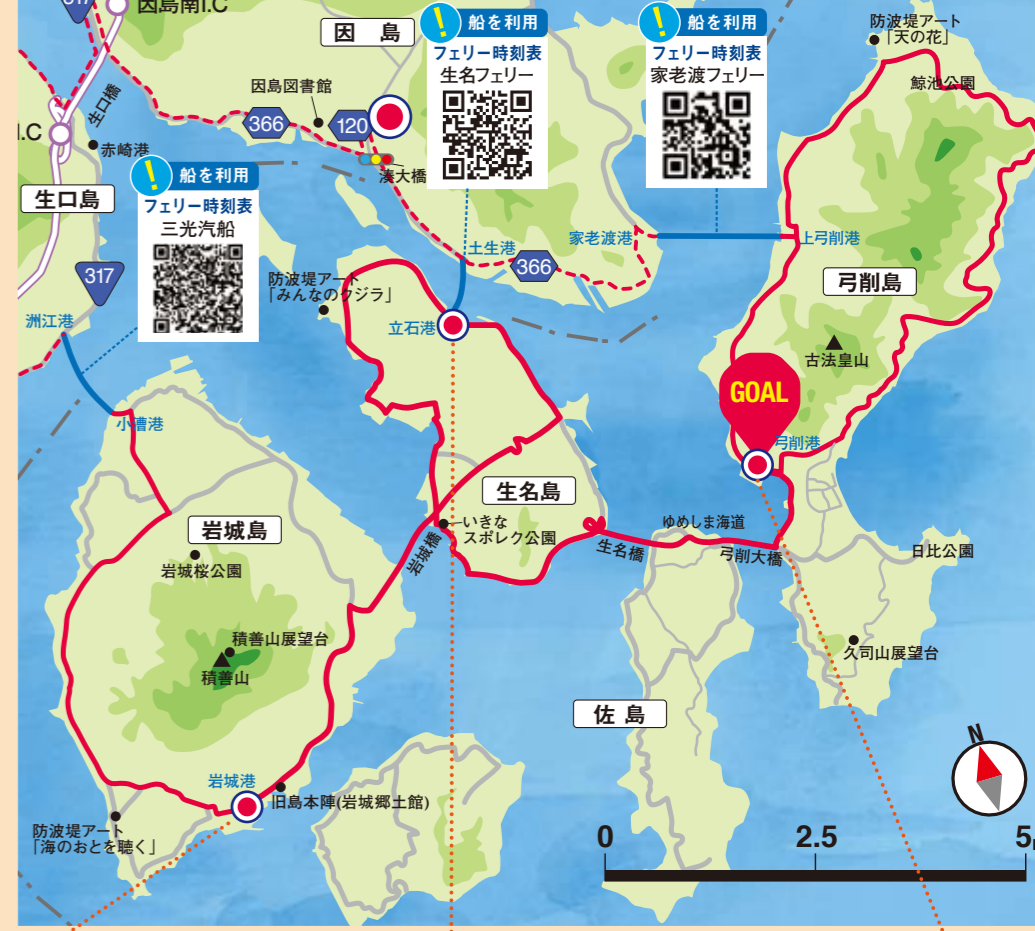 317
因島南I.C
因 島
船を利用
フェリー時刻表
生名フェリー
船を利用
フェリー時刻表
家老渡フェリー
防波堤アート
「天の花」
鯨池公園
因島図書館
366
120
湊大橋
生口橋
I.C
赤崎港
生口島
317
洲江港
船を利用
フェリー時刻表
三光汽船
土生港
366
家老渡港
上弓削港
弓削島
古法皇山
GOAL
弓削港
防波堤アート
「みんなのクジラ」
立石港
小漕港
生名島
いきな
スポレク公園
岩城橋
生名橋
ゆめしま海道
弓削大橋
日比公園
久司山展望台
岩城島
岩城桜公園
積善山展望台
積善山
佐 島
岩城港
旧島本陣(岩城郷土館)
防波堤アート
「海のおとを聴く」
N
0
2.5
5